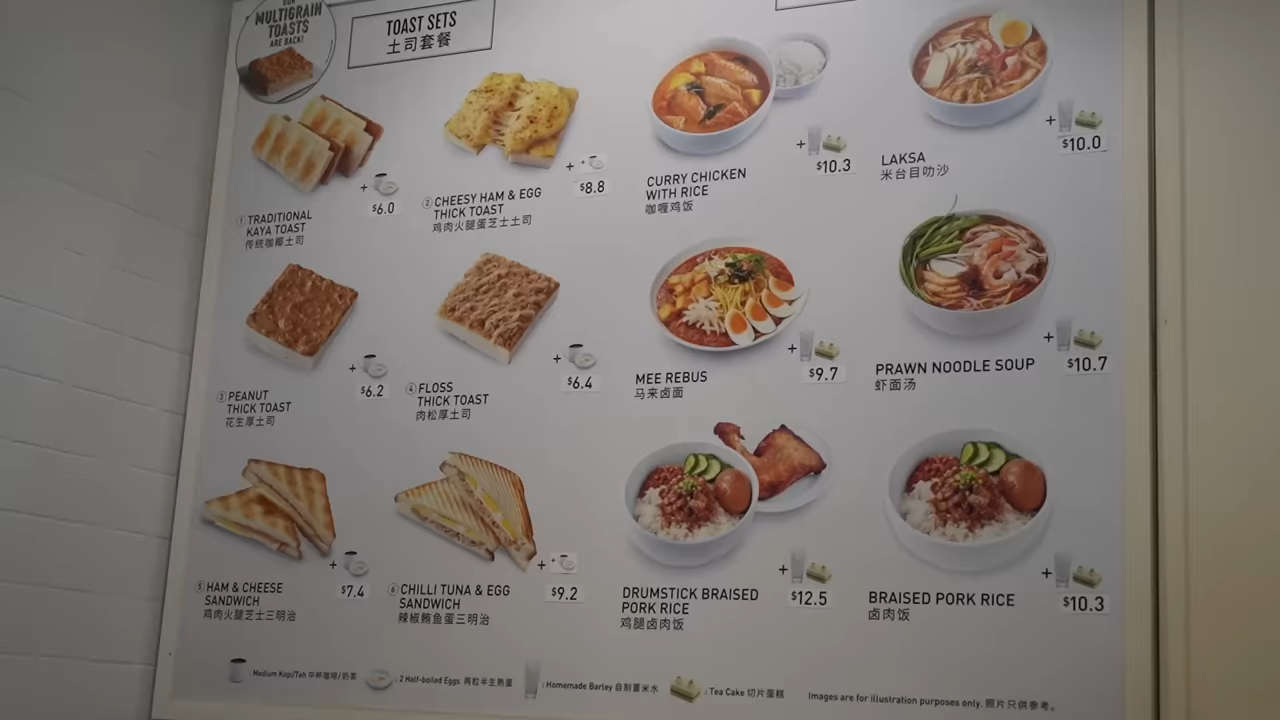 OUR
MULTIGRAIN
TOASTS
ARE BACK!
TOAST SETS
土司套餐
+
$6.0
① TRADITIONAL
KAYA TOAST
传统咖椰土司
+
+
$8.8
② CHEESY HAM & EGG
THICK TOAST
鸡肉火腿蛋芝士土司
+
$10.3
CURRY CHICKEN
WITH RICE
咖喱鸡饭
+
$10.0
LAKSA
米台目叻沙
+
$6.2
③ PEANUT
THICK TOAST
花生厚土司
+
$6.4
④ FLOSS
THICK TOAST
肉松厚土司
+
$9.7
MEE REBUS
马来卤面
+
$10.7
PRAWN NOODLE SOUP
虾面汤
+
$7.4
⑤ HAM & CHEESE
SANDWICH
鸡肉火腿芝士三明治
+
+
$9.2
⑥ CHILLI TUNA & EGG
SANDWICH
辣椒鲔鱼蛋三明治
+
$12.5
DRUMSTICK BRAISED
PORK RICE
鸡腿卤肉饭
+
$10.3
BRAISED PORK RICE
卤肉饭
: Medium Kopi/Teh 中杯咖啡/奶茶
: 2 Half-boiled Eggs 两粒半生熟蛋
: Homemade Barley 自制薏米水
: Tea Cake 切片蛋糕
Images are for illustration purposes only. 照片只供参考。